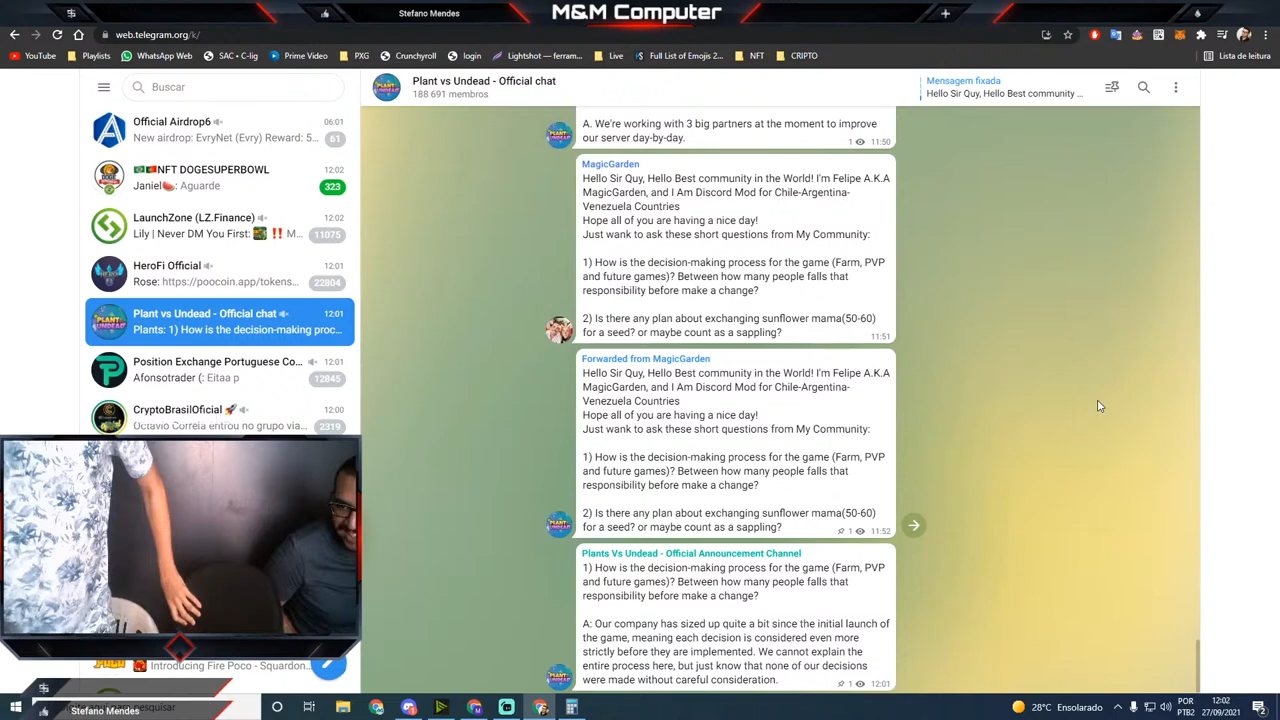 Stefano Mendes
M&M Computer
web.telegram.org/k/
YouTube
Playlists
WhatsApp Web
SAC • C-lig
Prime Video
PXG
Crunchyroll
login
Lightshot — ferram...
Live
Full List of Emojis 2...
NFT
CRIPTO
Lista de leitura
Buscar
Official Airdrop6
06:01
New airdrop: EvryNet (Evry) Reward: 5...
61
NFT DOGESUPERBOWL
12:02
Janiel🍉: Aguarde
323
LaunchZone (LZ.Finance)
12:02
Lily | Never DM You First: ‼️ M...
11075
HeroFi Official
12:01
Rose: https://poocoin.app/tokens...
22804
Plant vs Undead - Official chat
12:01
Plants: 1) How is the decision-making proc...
Position Exchange Portuguese Co...
12:01
Afonsotrader (: Eitaa p
12845
CryptoBrasilOficial 🚀
12:00
Octavio Correia entrou no grupo via...
2319
Introducing Fire Poco - Squardon...
Plant vs Undead - Official chat
188 691 membros
Mensagem fixada
Hello Sir Quy, Hello Best community ...
A. We're working with 3 big partners at the moment to improve
our server day-by-day.
1 11:50
MagicGarden
Hello Sir Quy, Hello Best community in the World! I'm Felipe A.K.A
MagicGarden, and I Am Discord Mod for Chile-Argentina-
Venezuela Countries
Hope all of you are having a nice day!
Just wank to ask these short questions from My Community:
1) How is the decision-making process for the game (Farm, PVP
and future games)? Between how many people falls that
responsibility before make a change?
2) Is there any plan about exchanging sunflower mama(50-60)
for a seed? or maybe count as a sappling?
11:51
Forwarded from MagicGarden
Hello Sir Quy, Hello Best community in the World! I'm Felipe A.K.A
MagicGarden, and I Am Discord Mod for Chile-Argentina-
Venezuela Countries
Hope all of you are having a nice day!
Just wank to ask these short questions from My Community:
1) How is the decision-making process for the game (Farm, PVP
and future games)? Between how many people falls that
responsibility before make a change?
2) Is there any plan about exchanging sunflower mama(50-60)
for a seed? or maybe count as a sappling?
1 11:52
Plants Vs Undead - Official Announcement Channel
1) How is the decision-making process for the game (Farm, PVP
and future games)? Between how many people falls that
responsibility before make a change?
A: Our company has sized up quite a bit since the initial launch of
the game, meaning each decision is considered even more
strictly before they are implemented. We cannot explain the
entire process here, but just know that none of our decisions
were made without careful consideration.
1 12:01
Stefano Mendes
aqui para pesquisar
28°C Ensolarado
POR
PTB2
12:02
27/09/2021
2